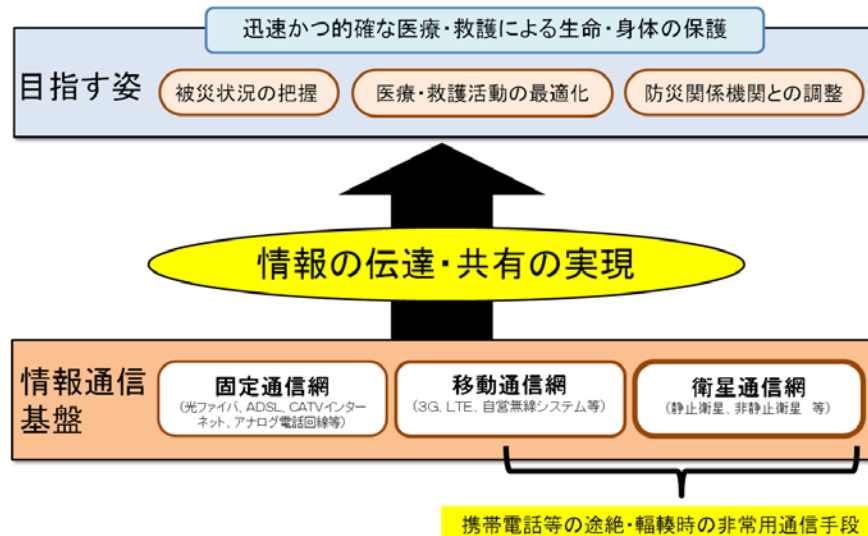 迅速かつ的確な医療・救護による生命・身体の保護
目指す姿
被災状況の把握
医療・救護活動の最適化
防災関係機関との調整
情報の伝達・共有の実現
情報通信
基盤
固定通信網
(光ファイバ、ADSL、CATVインター
ネット、アナログ電話回線等)
移動通信網
(3G、LTE、自営無線システム等)
衛星通信網
(静止衛星、非静止衛星 等)
携帯電話等の途絶・輻輳時の非常用通信手段